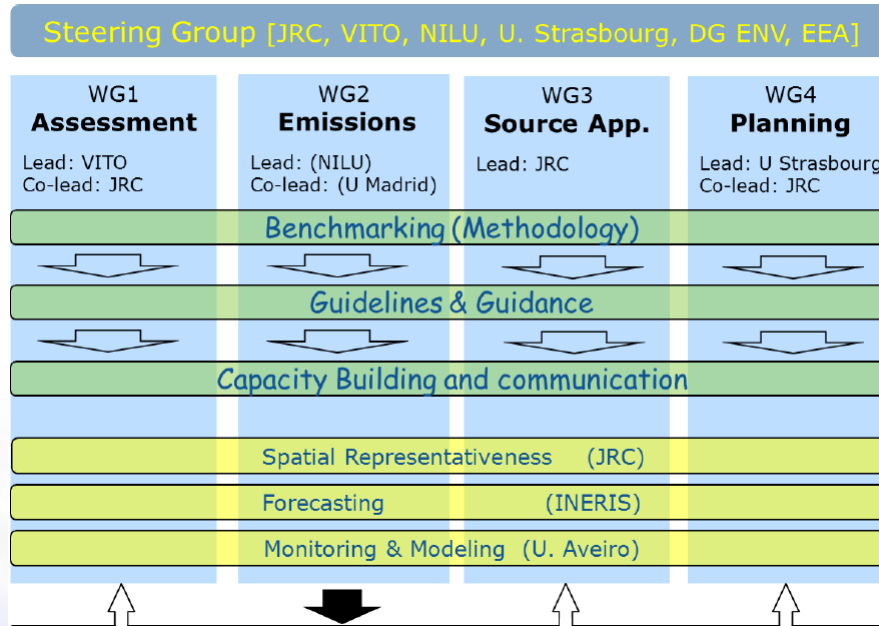 Steering Group [JRC, VITO, NILU, U. Strasbourg, DG ENV, EEA]
WG1
Assessment
Lead: VITO
Co-lead: JRC
WG2
Emissions
Lead: (NILU)
Co-lead: (U Madrid)
WG3
Source App.
Lead: JRC
WG4
Planning
Lead: U Strasbourg
Co-lead: JRC
Benchmarking (Methodology)
Guidelines & Guidance
Capacity Building and communication
Spatial Representativeness (JRC)
Forecasting (INERIS)
Monitoring & Modeling (U. Aveiro)